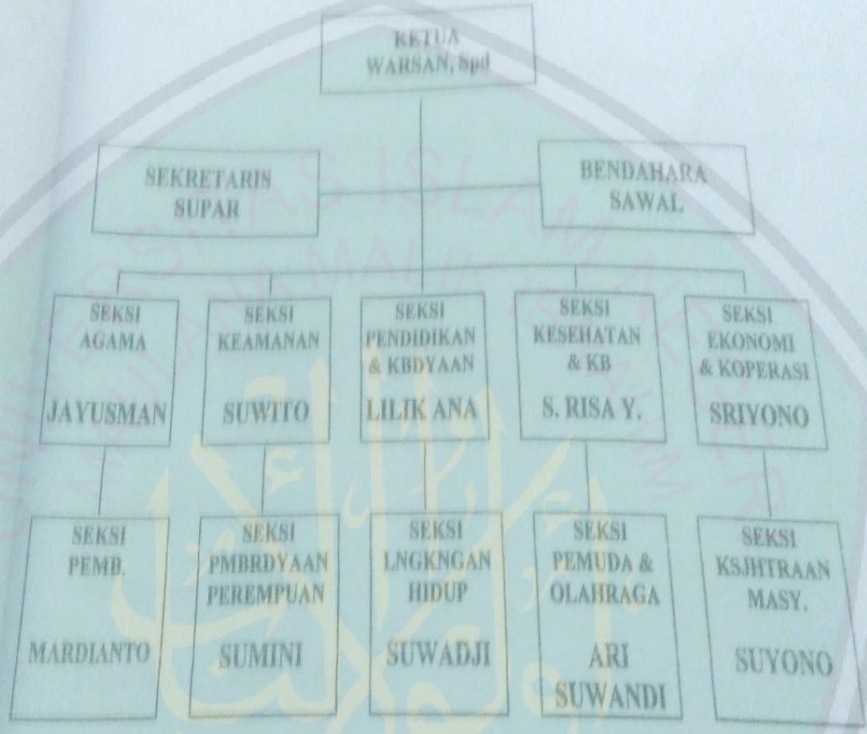 KETUA
WARSAN, Spd
SEKRETARIS
SUPAR
BENDAHARA
SAWAL
SEKSI
AGAMA
JAYUSMAN
SEKSI
KEAMANAN
SUWITO
SEKSI
PENDIDIKAN
& KBDYAAN
LILIK ANA
SEKSI
KESEHATAN
& KB
S. RISA Y.
SEKSI
EKONOMI
& KOPERASI
SRIYONO
SEKSI
PEMB.
MARDIANTO
SEKSI
PMBRDYAAN
PEREMPUAN
SUMINI
SEKSI
LNGKNGAN
HIDUP
SUWADJI
SEKSI
PEMUDA &
OLAHRAGA
ARI
SUWANDI
SEKSI
KSJHTRAAN
MASY.
SUYONO